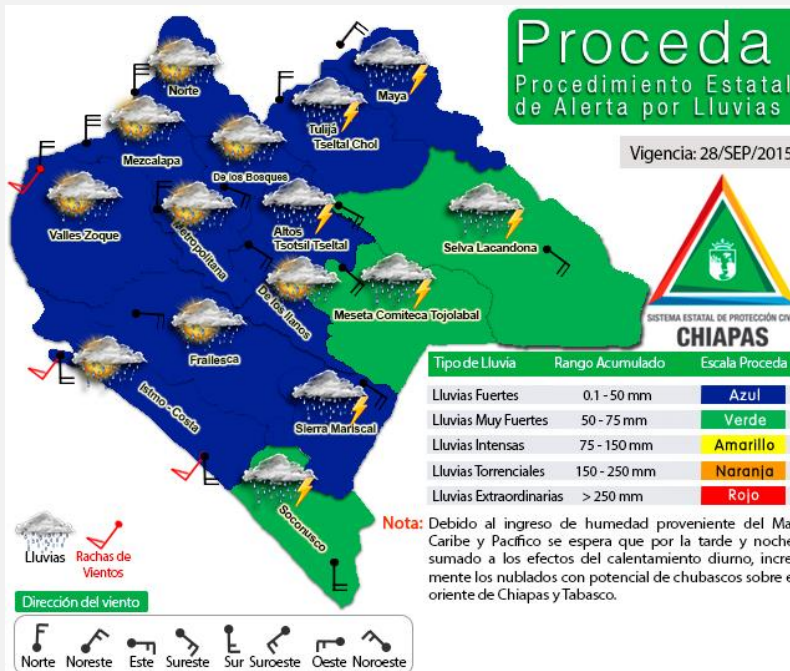 Proceda
Procedimiento Estatal
de Alerta por Lluvias
Vigencia: 28/SEP/2015
Norte
Maya
Mezcalapa
Tulijá
Tseltal Chol
De los Bosques
Valles Zoque
Metropolitana
Altos
Tsotsil Tseltal
Selva Lacandona
De los llanos
Meseta Comiteca Tojolabal
Frailesca
Istmo - Costa
Sierra Mariscal
Soconusco
SISTEMA ESTATAL DE PROTECCIÓN CIV
CHIAPAS
Tipo de Lluvia Rango Acumulado Escala Proceda
Lluvias Fuertes 0.1 - 50 mm Azul
Lluvias Muy Fuertes 50 - 75 mm Verde
Lluvias Intensas 75 - 150 mm Amarillo
Lluvias Torrenciales 150 - 250 mm Naranja
Lluvias Extraordinarias > 250 mm Rojo
Nota: Debido al ingreso de humedad proveniente del Ma
Caribe y Pacífico se espera que por la tarde y noche
sumado a los efectos del calentamiento diurno, incre
mente los nublados con potencial de chubascos sobre e
oriente de Chiapas y Tabasco.
Lluvias
Rachas de
Vientos
Dirección del viento
Norte Noreste Este Sureste Sur Suroeste Oeste Noroeste